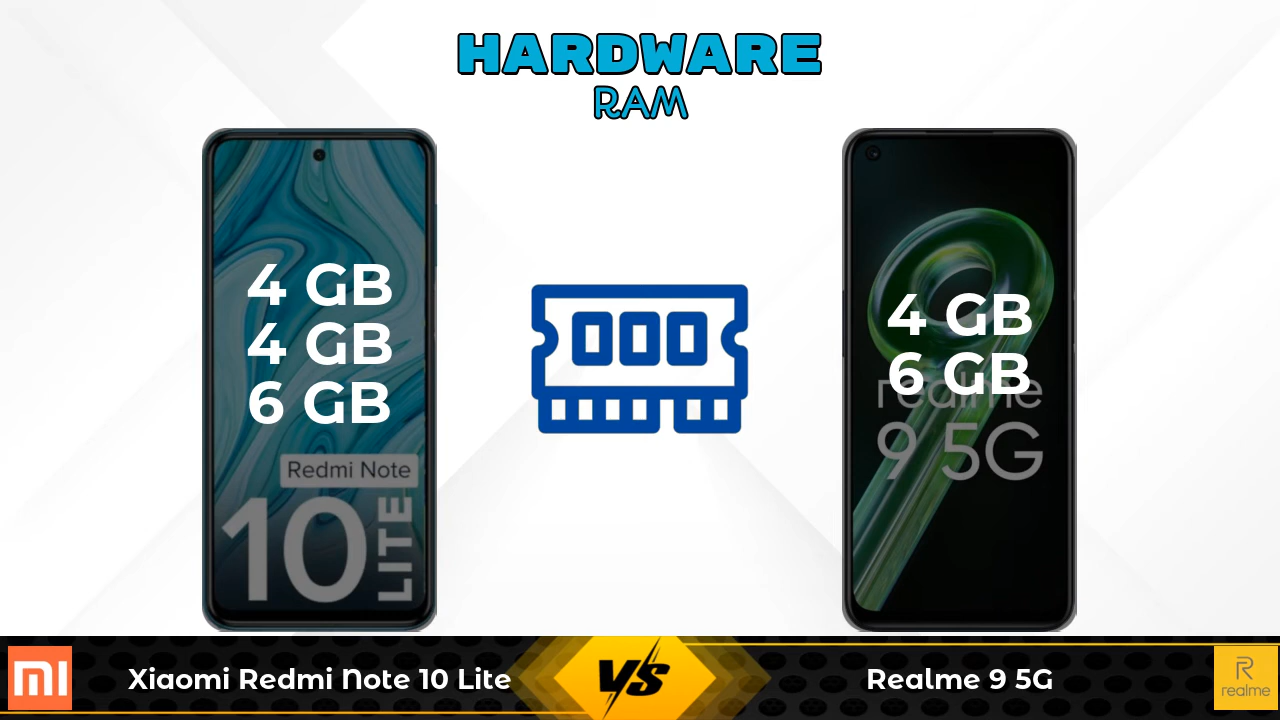 HARDWARE
RAM
4 GB
4 GB
6 GB
Redmi Note
10 LITE
4 GB
6 GB
realme
9 5G
Xiaomi Redmi Note 10 Lite
VS
Realme 9 5G
realme